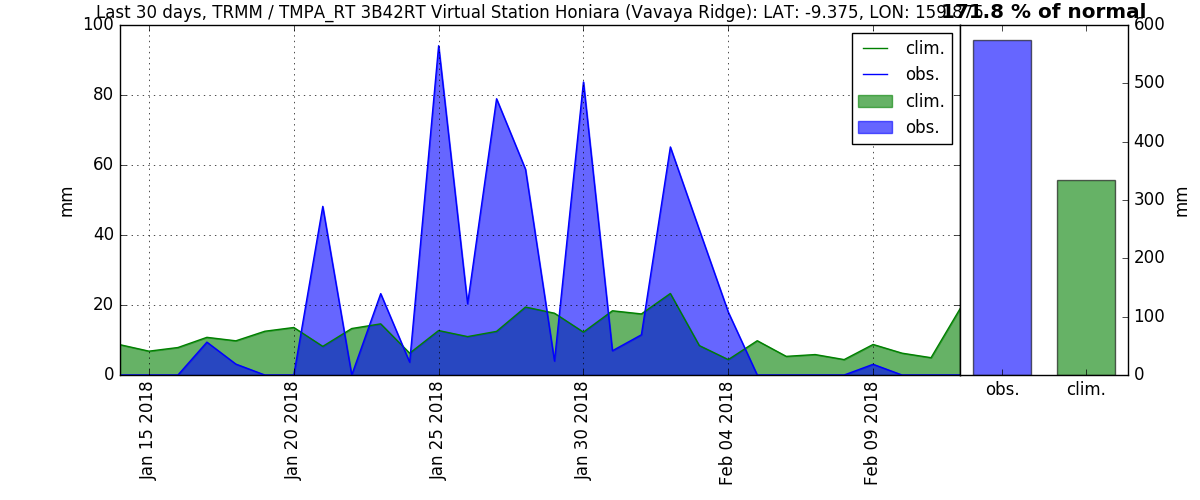 Last 30 days, TRMM / TMPA_RT 3B42RT Virtual Station Honiara (Vavaya Ridge): LAT: -9.375, LON: 159.
171.8 % of normal
100
80
60
40
20
0
mm
clim.
obs.
clim.
obs.
Jan 15 2018
Jan 20 2018
Jan 25 2018
Jan 30 2018
Feb 04 2018
Feb 09 2018
600
500
400
300
200
100
0
mm
obs.
clim.